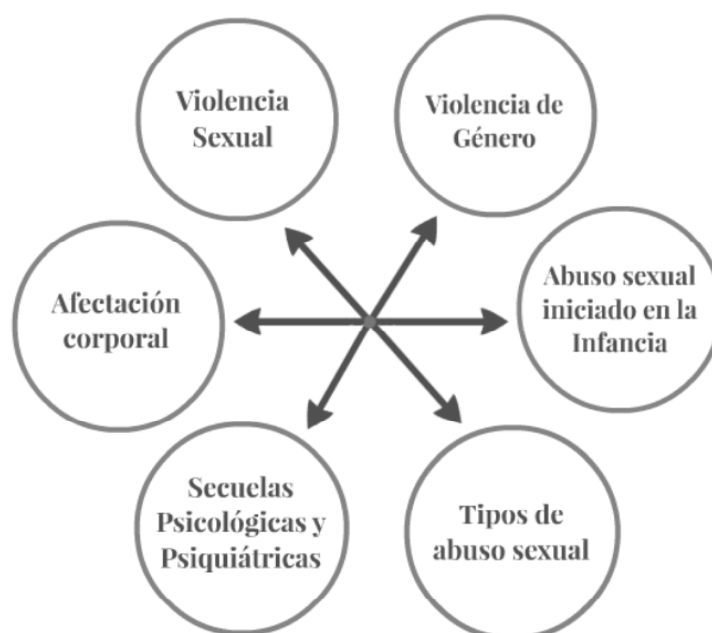 Violencia
Sexual
Violencia de
Género
Afectación
corporal
Abuso sexual
iniciado en la
Infancia
Secuelas
Psicológicas y
Psiquiátricas
Tipos de
abuso sexual